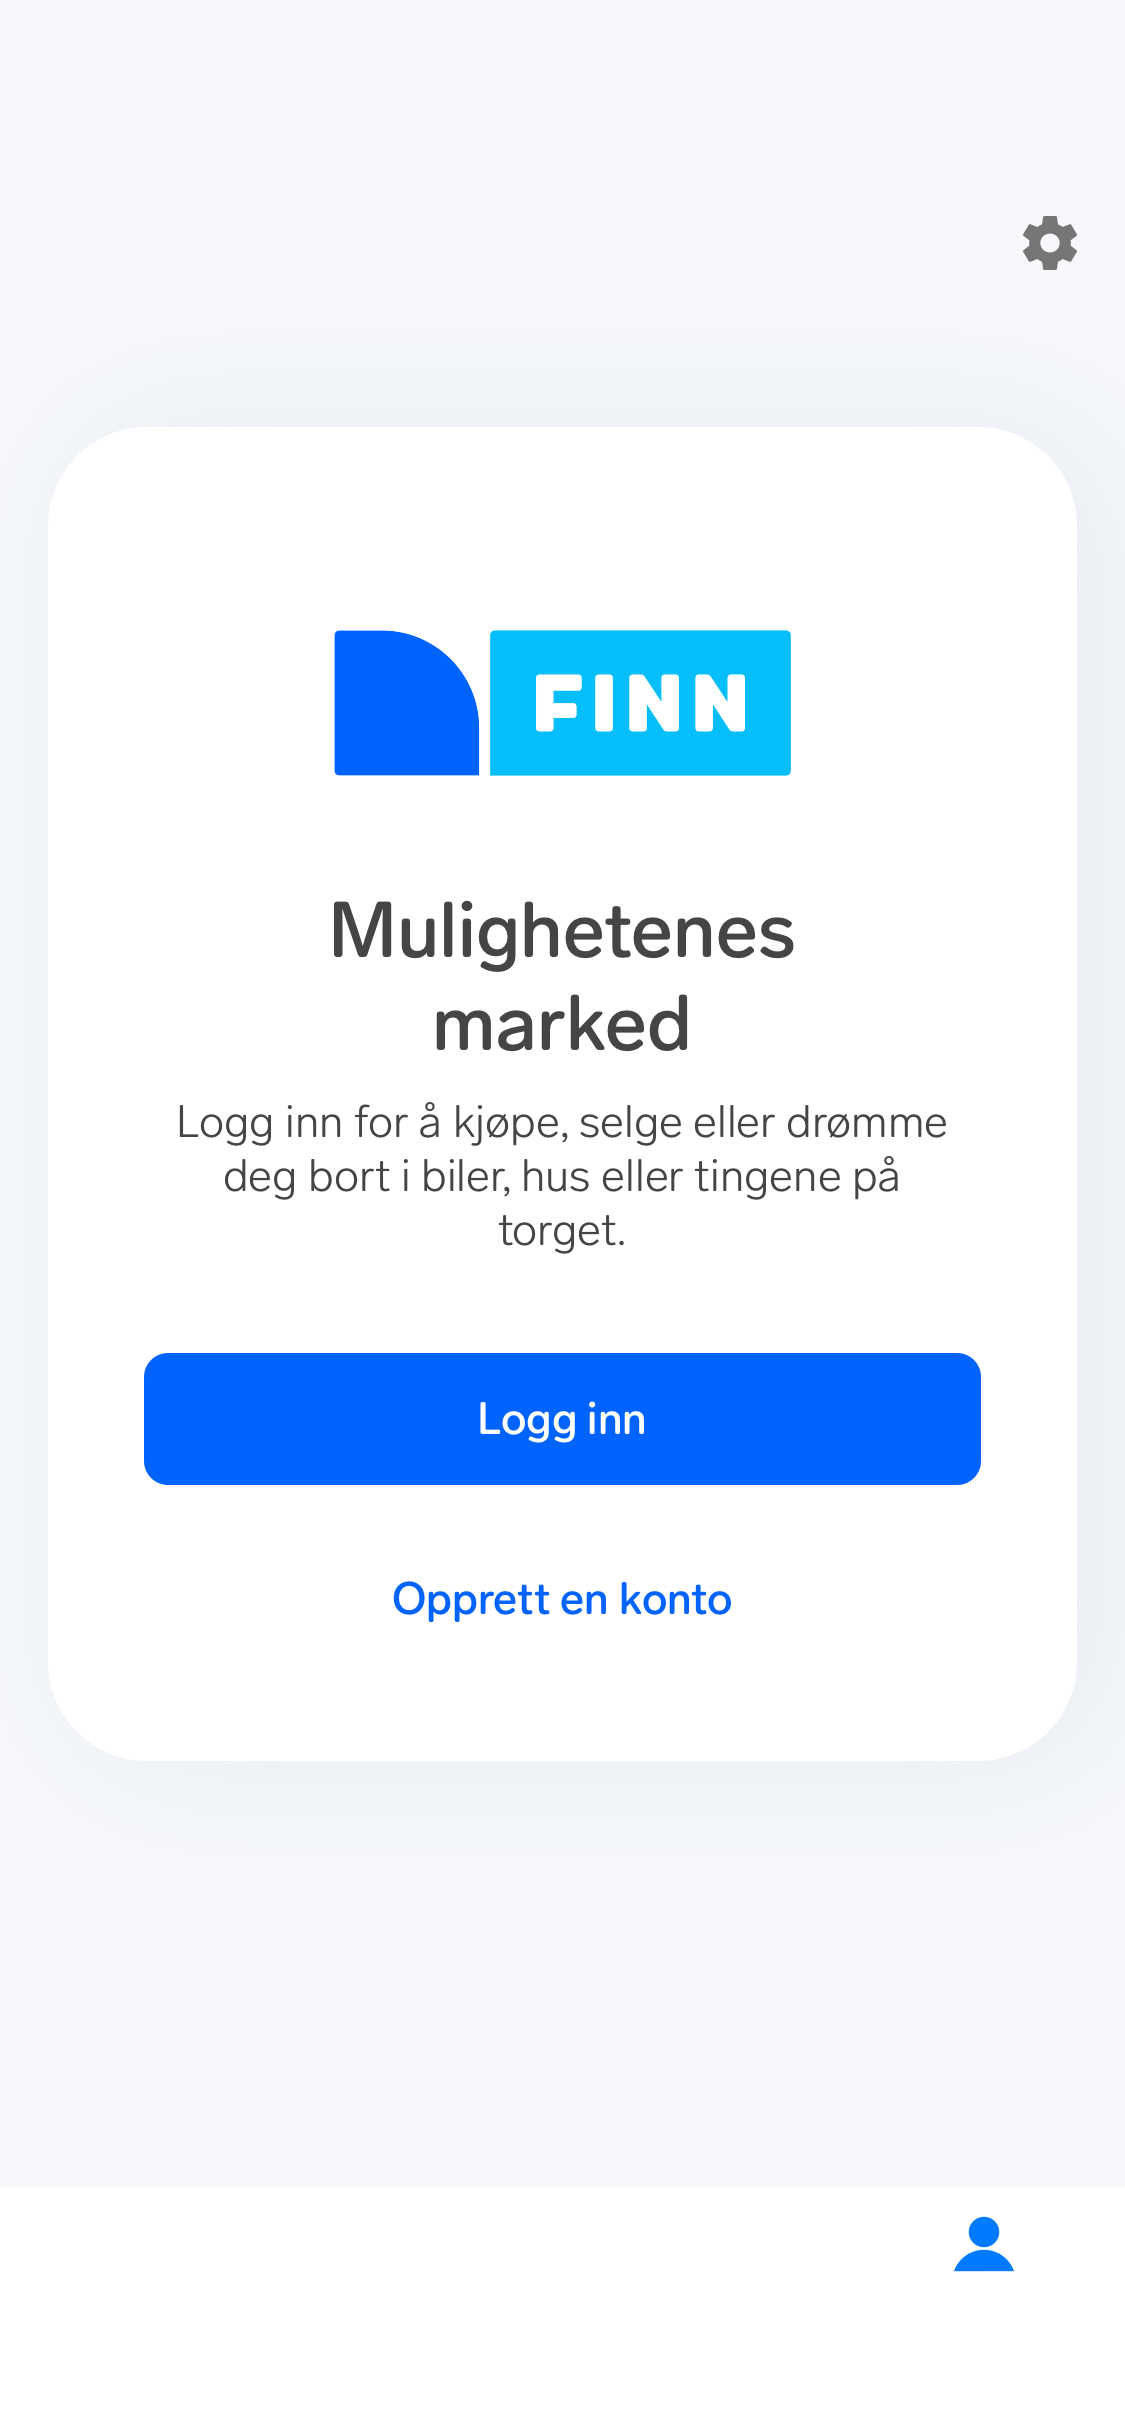 FINN
Mulighetenes
marked
Logg inn for å kjøpe, selge eller drømme
deg bort i biler, hus eller tingene på
torget.
Logg inn
Opprett en konto